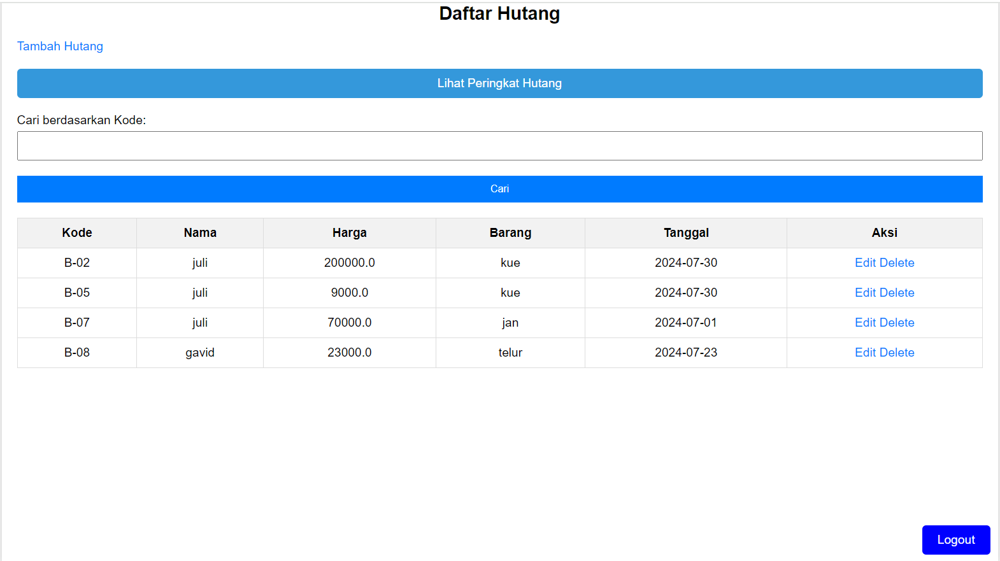 Daftar Hutang
Tambah Hutang
Lihat Peringkat Hutang
Cari berdasarkan Kode:
Cari
Kode Nama Harga Barang Tanggal Aksi
B-02 juli 200000.0 kue 2024-07-30 Edit Delete
B-05 juli 9000.0 kue 2024-07-30 Edit Delete
B-07 juli 70000.0 jan 2024-07-01 Edit Delete
B-08 gavid 23000.0 telur 2024-07-23 Edit Delete
Logout